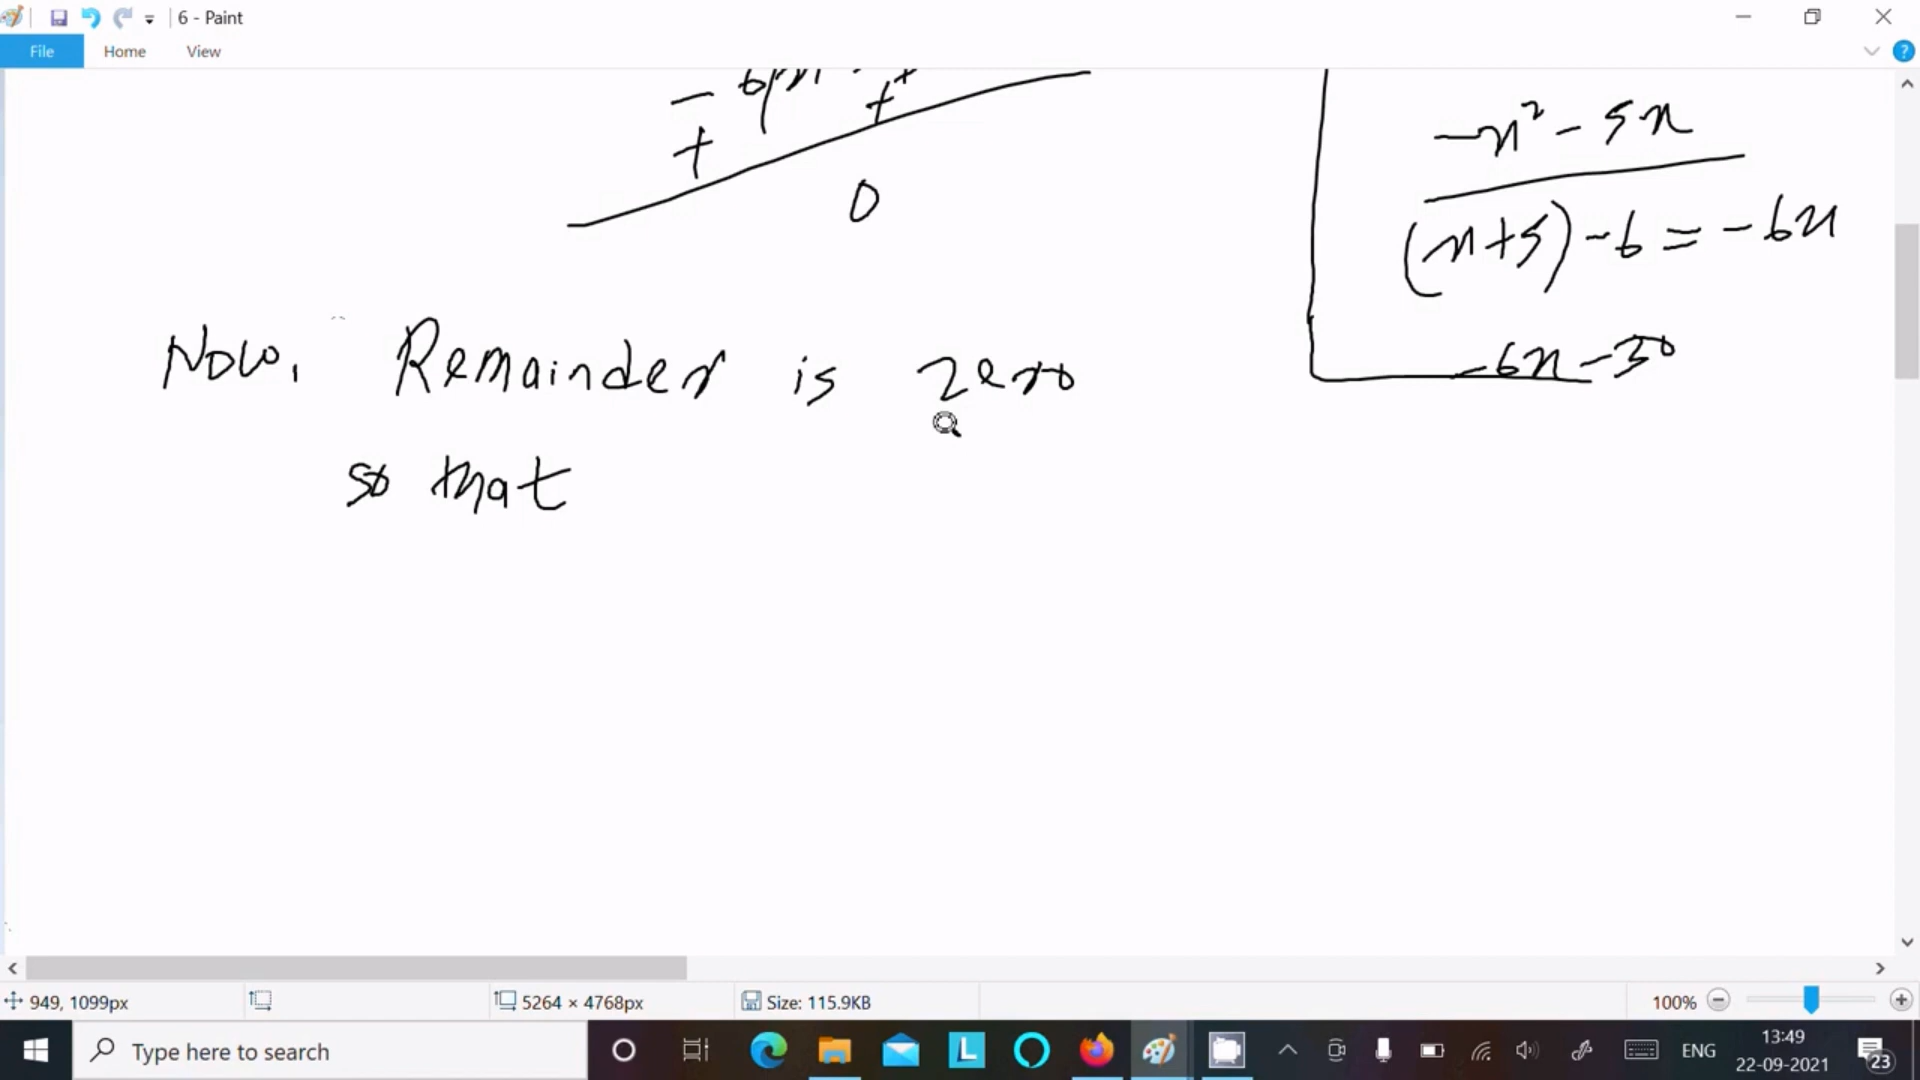 6 - Paint
File Home View
+
-x² - 5x
0
(x+5) - 6 = -6x
-6x - 30
Now, Remainder is zero
so that
949, 1099px
5264 × 4768px
Size: 115.9KB
100%
Type here to search
L
ENG
13:49
22-09-2021
23